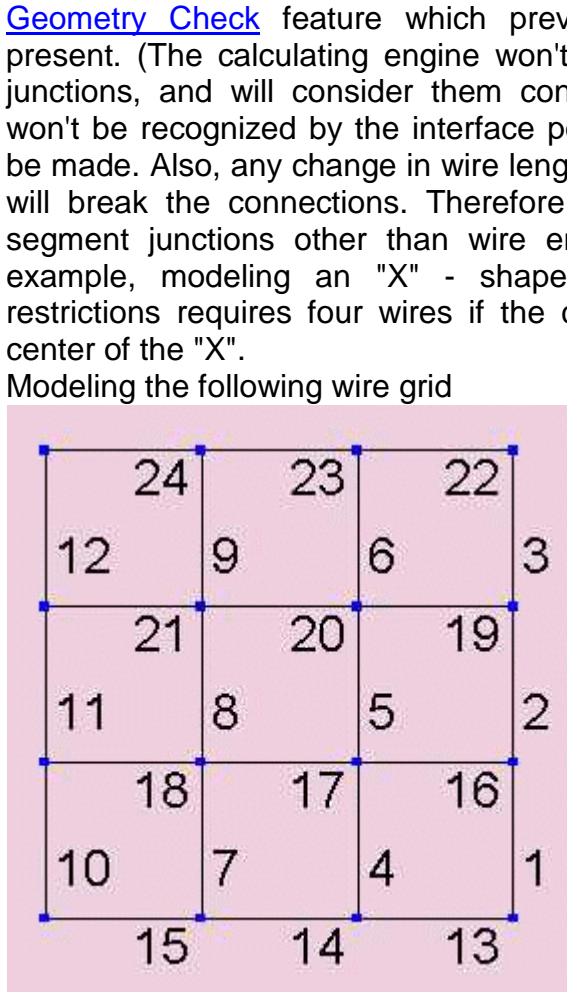 Geometry Check feature which prev
present. (The calculating engine won't
junctions, and will consider them con
won't be recognized by the interface p
be made. Also, any change in wire leng
will break the connections. Therefore
segment junctions other than wire e
example, modeling an "X" - shape
restrictions requires four wires if the
center of the "X".
Modeling the following wire grid
24 23 22
12 9 6 3
21 20 19
11 8 5 2
18 17 16
10 7 4 1
15 14 13